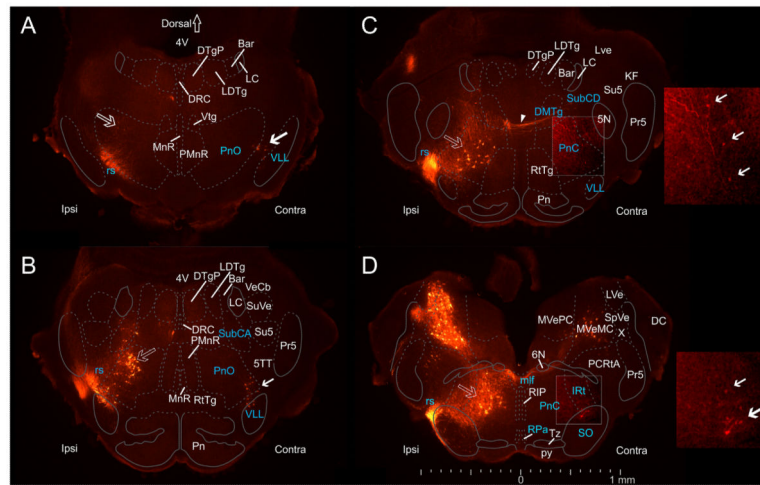 A
Dorsal
4V
DTgP
Bar
LC
DRC
LDTg
Vtg
MnR
PMnR
PnO
VLL
rs
Ipsi
Contra
C
DTgP
LDTg
Lve
Bar
LC
KF
SubCD
Su5
DMTg
5N
Pr5
PnC
rs
RtTg
VLL
Pn
Ipsi
Contra
B
4V
DTgP
LDTg
Bar
VeCb
LC
SuVe
DRC
SubCA
Su5
PMnR
Pr5
rs
5TT
PnO
MnR
RtTg
VLL
Pn
Ipsi
Contra
D
LVe
MVePC
SpVe
DC
MVeMC
X
6N
PCRtA
mlf
Pr5
RIP
IRt
rs
PnC
RPa
Tz
SO
py
Ipsi
Contra
0
1 mm